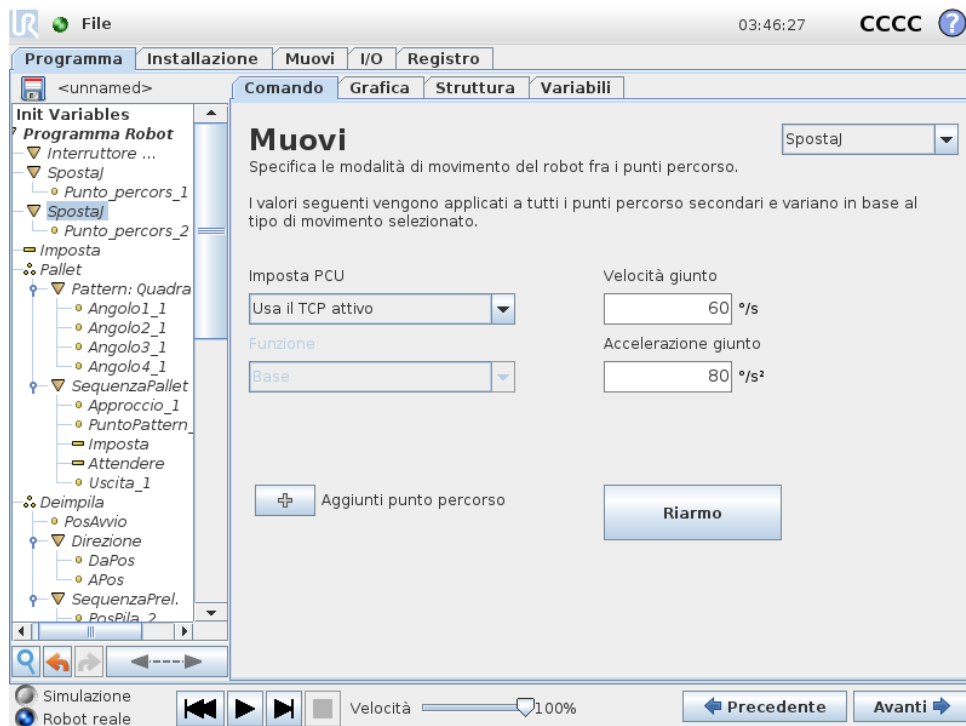 UR File 03:46:27 CCCC ?
Programma Installazione Muovi I/O Registro
<unnamed>
Comando Grafica Struttura Variabili
Init Variables
Programma Robot
Interruttore ...
SpostaJ
Punto_percors_1
SpostaJ
Punto_percors_2
Imposta
Pallet
Pattern: Quadra
Angolo1_1
Angolo2_1
Angolo3_1
Angolo4_1
SequenzaPallet
Approccio_1
PuntoPattern_
Imposta
Attendere
Uscita_1
Deimpila
PosAvvio
Direzione
DaPos
APos
SequenzaPrel.
PosPila_2
Muovi
SpostaJ
Specifica le modalità di movimento del robot fra i punti percorso.
I valori seguenti vengono applicati a tutti i punti percorso secondari e variano in base al
tipo di movimento selezionato.
Imposta PCU
Usa il TCP attivo
Funzione
Base
Velocità giunto
60 °/s
Accelerazione giunto
80 °/s²
Aggiunti punto percorso
Riarmo
Simulazione
Robot reale
Velocità 100%
Precedente
Avanti